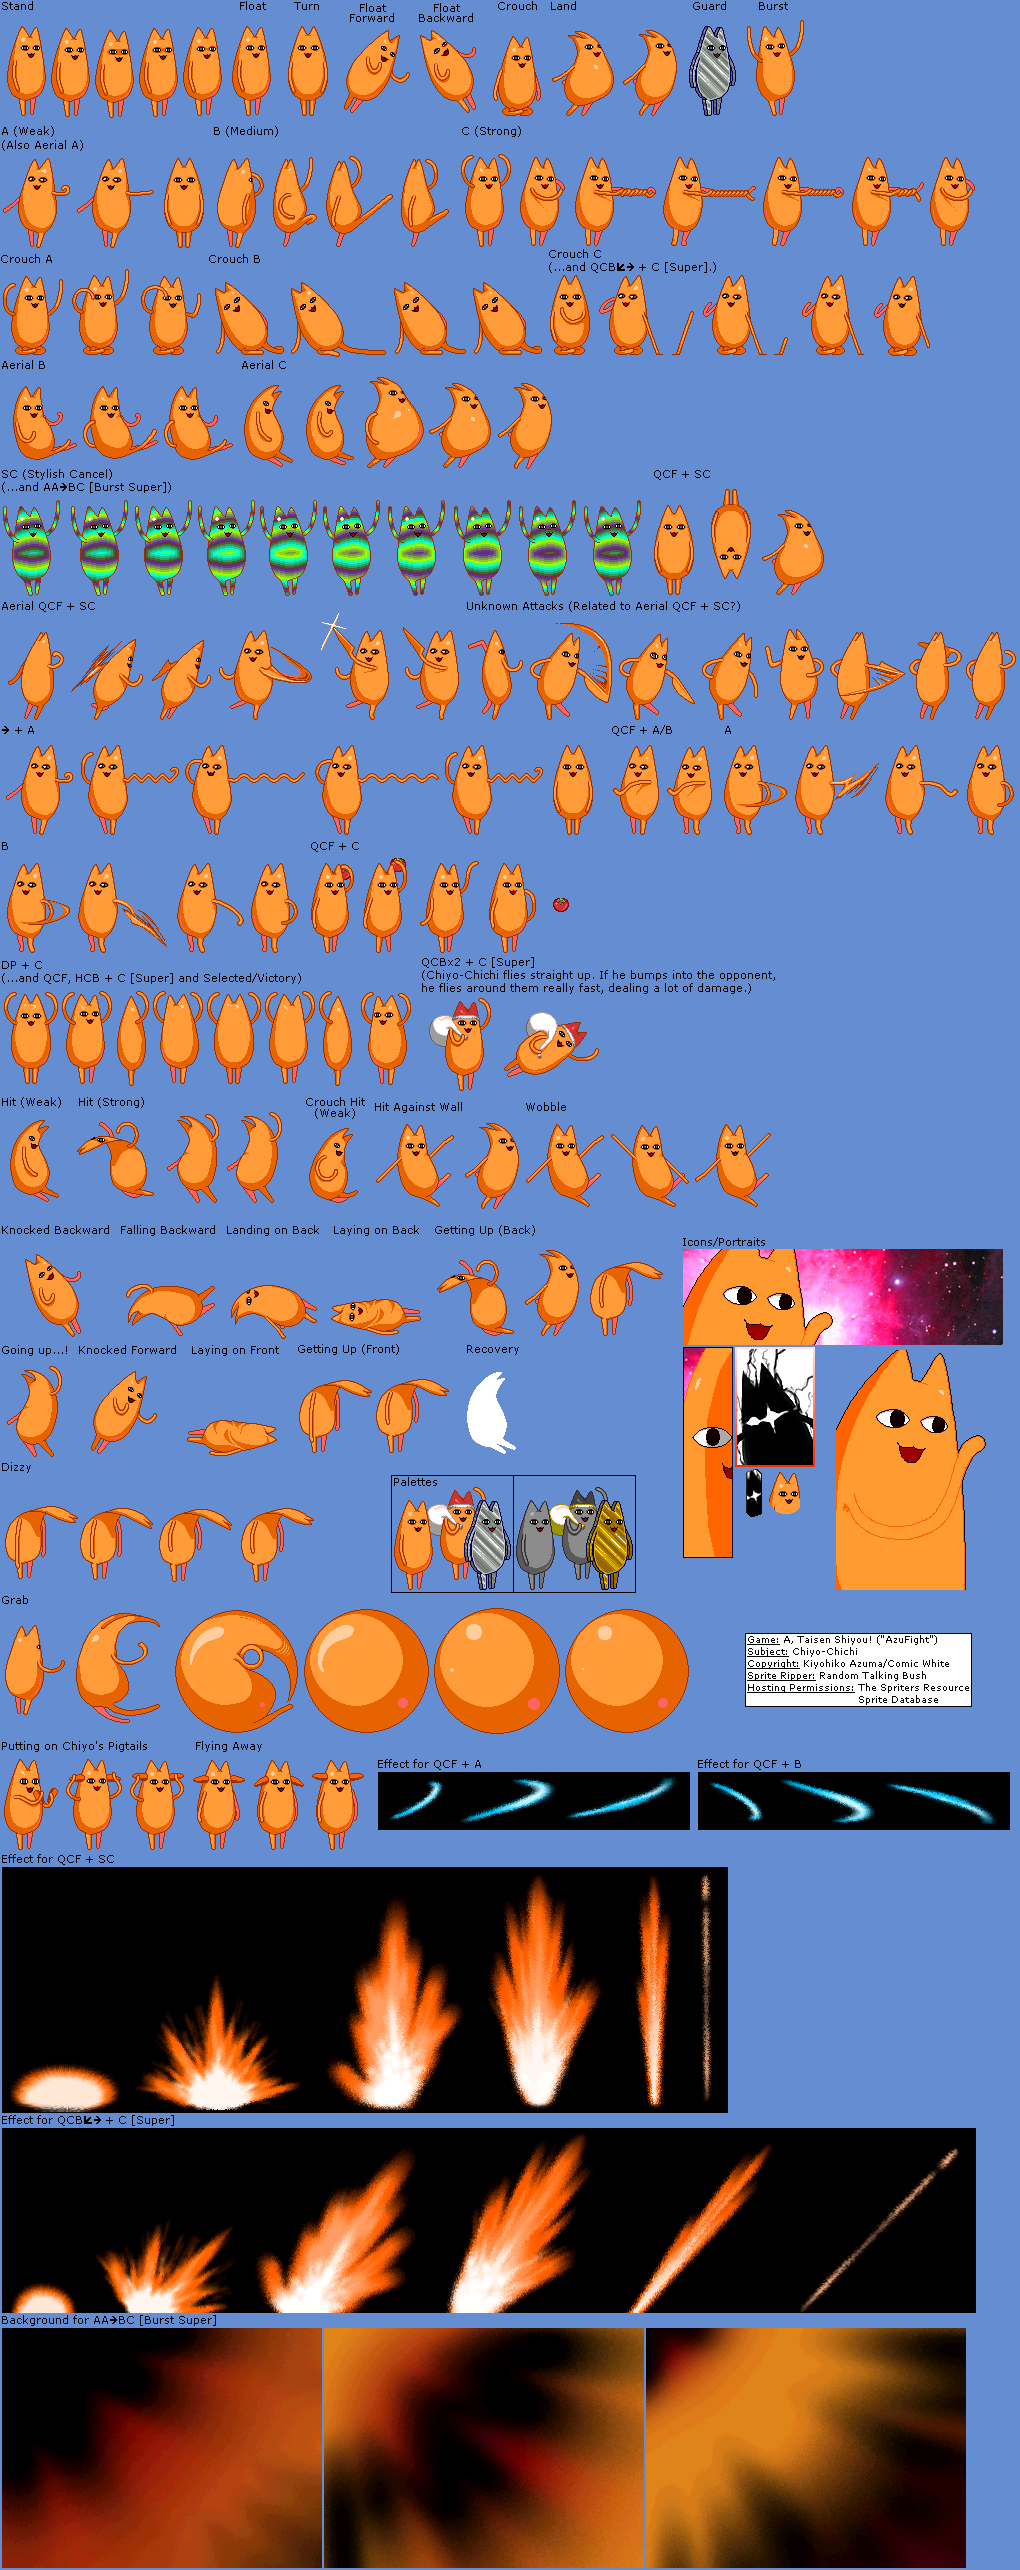 Stand
Float
Turn
Float
Forward
Float
Backward
Crouch
Land
Guard
Burst
A (Weak)
(Also Aerial A)
B (Medium)
C (Strong)
Crouch A
Crouch B
Crouch C
(...and QCB↙→ + C [Super].)
Aerial B
Aerial C
SC (Stylish Cancel)
(...and AA→BC [Burst Super])
QCF + SC
Aerial QCF + SC
Unknown Attacks (Related to Aerial QCF + SC?)
→ + A
QCF + A/B
A
B
QCF + C
DP + C
(...and QCF, HCB + C [Super] and Selected/Victory)
QCBx2 + C [Super]
(Chiyo-Chichi flies straight up. If he bumps into the opponent,
he flies around them really fast, dealing a lot of damage.)
Hit (Weak)
Hit (Strong)
Crouch Hit
(Weak)
Hit Against Wall
Wobble
Knocked Backward
Falling Backward
Landing on Back
Laying on Back
Getting Up (Back)
Icons/Portraits
Going up...!
Knocked Forward
Laying on Front
Getting Up (Front)
Recovery
Dizzy
Palettes
Grab
Game: A, Taisen Shiyou! ("AzuFight")
Subject: Chiyo-Chichi
Copyright: Kiyohiko Azuma/Comic White
Sprite Ripper: Random Talking Bush
Hosting Permissions: The Spriters Resource
Sprite Database
Putting on Chiyo's Pigtails
Flying Away
Effect for QCF + A
Effect for QCF + B
Effect for QCF + SC
Effect for QCB↙→ + C [Super]
Background for AA→BC [Burst Super]